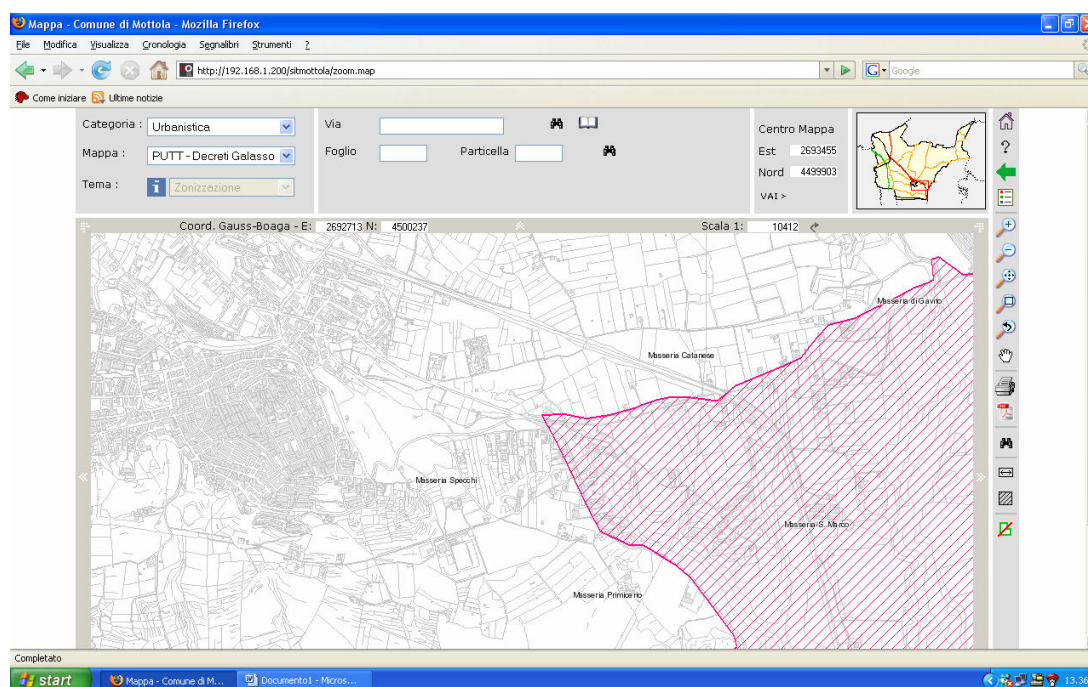 Mappa - Comune di Mottola - Mozilla Firefox
File Modifica Visualizza Cronologia Segnalibri Strumenti ?
http://192.168.1.200/sitmottola/zoom.map
G Google
Come iniziare Ultime notizie
Categoria : Urbanistica
Mappa : PUTT - Decreti Galasso
Tema : i Zonizzazione
Via
Foglio Particella
Centro Mappa
Est 2693455
Nord 4499903
VAI >
?
Coord. Gauss-Boaga - E: 2692713 N: 4500237
Scala 1: 10412
Masseria di Gavito
Masseria Catanese
Masseria Specchi
Masseria S. Marco
Masseria Primicerio
Completato
start
Mappa - Comune di M...
Documento1 - Micros...
13.36